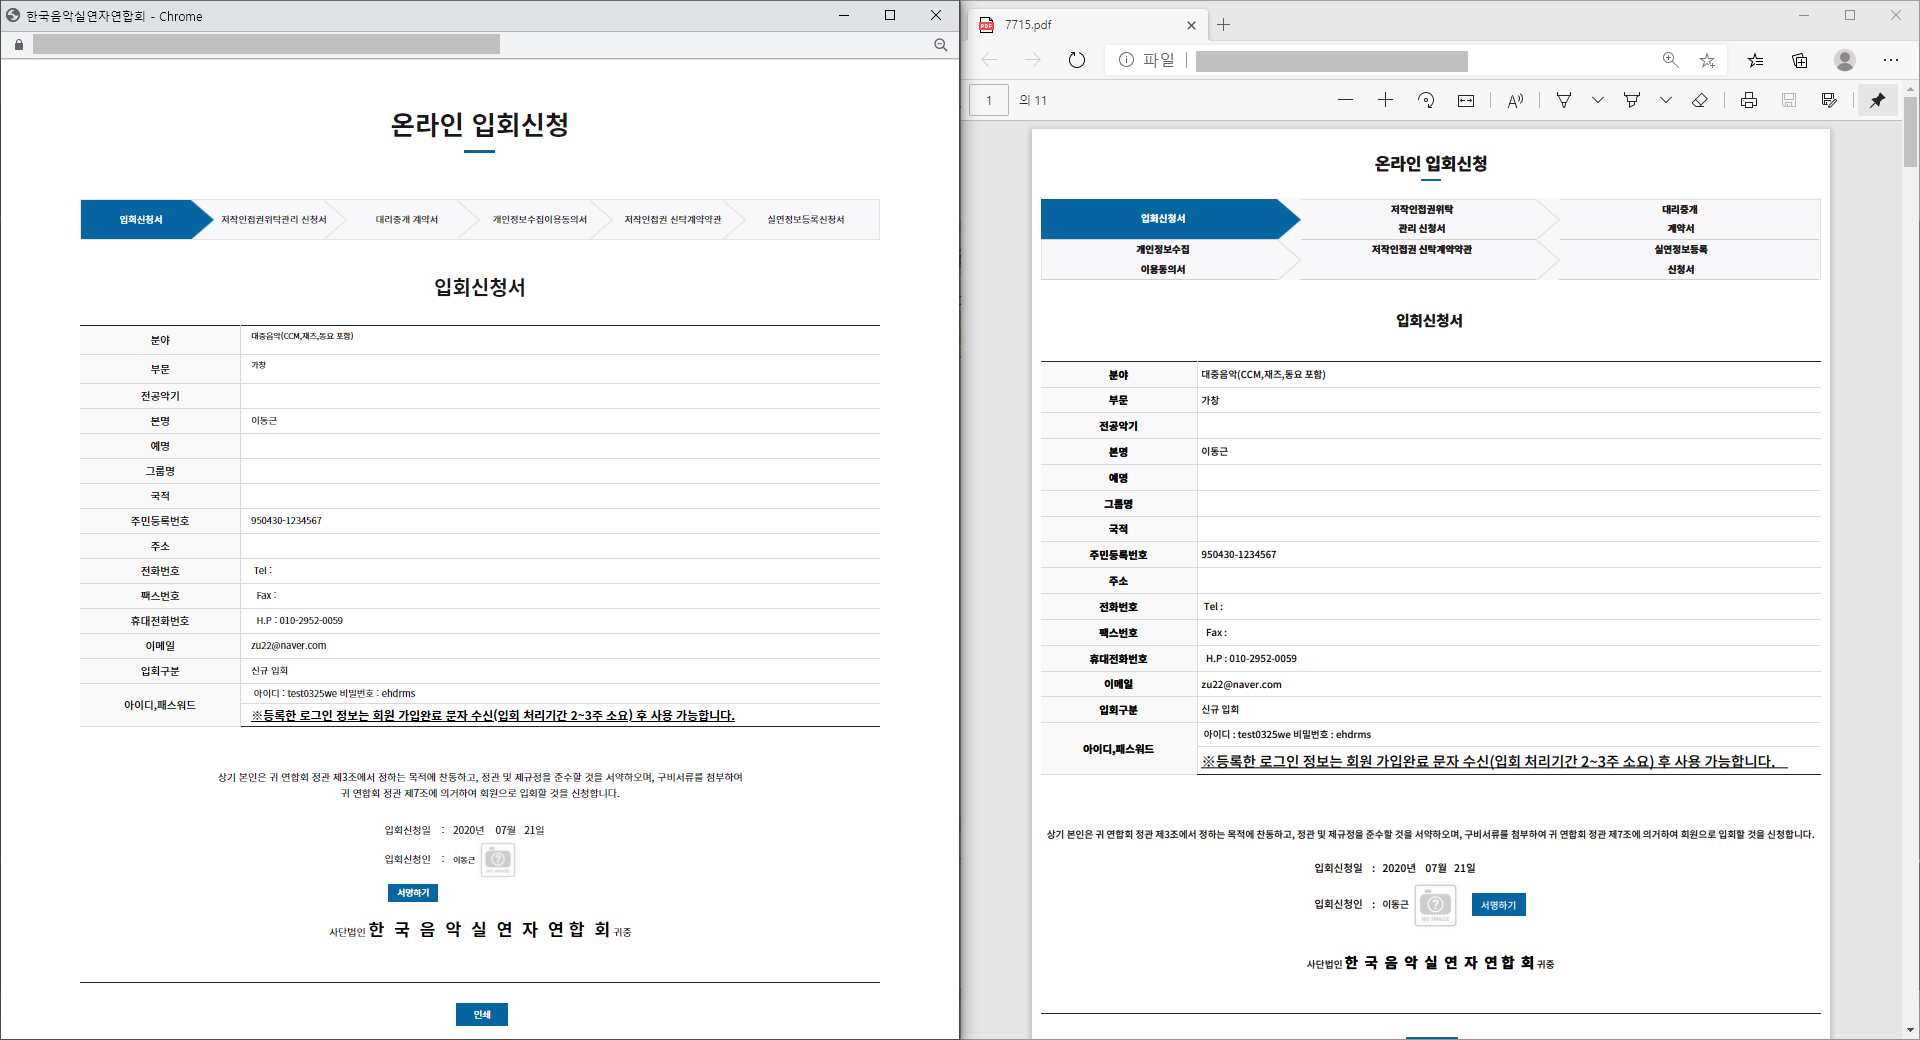 한국음악실연자연합회 - Chrome
온라인 입회신청
입회신청서
저작인접권위탁관리 신청서
대리중개 계약서
개인정보수집이용동의서
저작인접권 신탁계약약관
실연정보등록신청서
입회신청서
분야 대중음악(CCM,재즈,동요 포함)
부문 가창
전공악기
본명 이동근
예명
그룹명
국적
주민등록번호 950430-1234567
주소
전화번호 Tel :
팩스번호 Fax :
휴대전화번호 H.P : 010-2952-0059
이메일 zu22@naver.com
입회구분 신규 입회
아이디,패스워드 아이디 : test0325we 비밀번호 : ehdrms
※등록한 로그인 정보는 회원 가입완료 문자 수신(입회 처리기간 2~3주 소요) 후 사용 가능합니다.
상기 본인은 귀 연합회 정관 제3조에서 정하는 목적에 찬동하고, 정관 및 제규정을 준수할 것을 서약하오며, 구비서류를 첨부하여
귀 연합회 정관 제7조에 의거하여 회원으로 입회할 것을 신청합니다.
입회신청일 : 2020년 07월 21일
입회신청인 : 이동근
NO IMAGE
서명하기
사단법인 한 국 음 악 실 연 자 연 합 회 귀중
인쇄
7715.pdf
파일
1 의 11
온라인 입회신청
입회신청서
저작인접권위탁
관리 신청서
대리중개
계약서
개인정보수집
이용동의서
저작인접권 신탁계약약관
실연정보등록
신청서
입회신청서
분야 대중음악(CCM,재즈,동요 포함)
부문 가창
전공악기
본명 이동근
예명
그룹명
국적
주민등록번호 950430-1234567
주소
전화번호 Tel :
팩스번호 Fax :
휴대전화번호 H.P : 010-2952-0059
이메일 zu22@naver.com
입회구분 신규 입회
아이디,패스워드 아이디 : test0325we 비밀번호 : ehdrms
※등록한 로그인 정보는 회원 가입완료 문자 수신(입회 처리기간 2~3주 소요) 후 사용 가능합니다.
상기 본인은 귀 연합회 정관 제3조에서 정하는 목적에 찬동하고, 정관 및 제규정을 준수할 것을 서약하오며, 구비서류를 첨부하여 귀 연합회 정관 제7조에 의거하여 회원으로 입회할 것을 신청합니다.
입회신청일 : 2020년 07월 21일
입회신청인 : 이동근
NO IMAGE
서명하기
사단법인 한 국 음 악 실 연 자 연 합 회 귀중